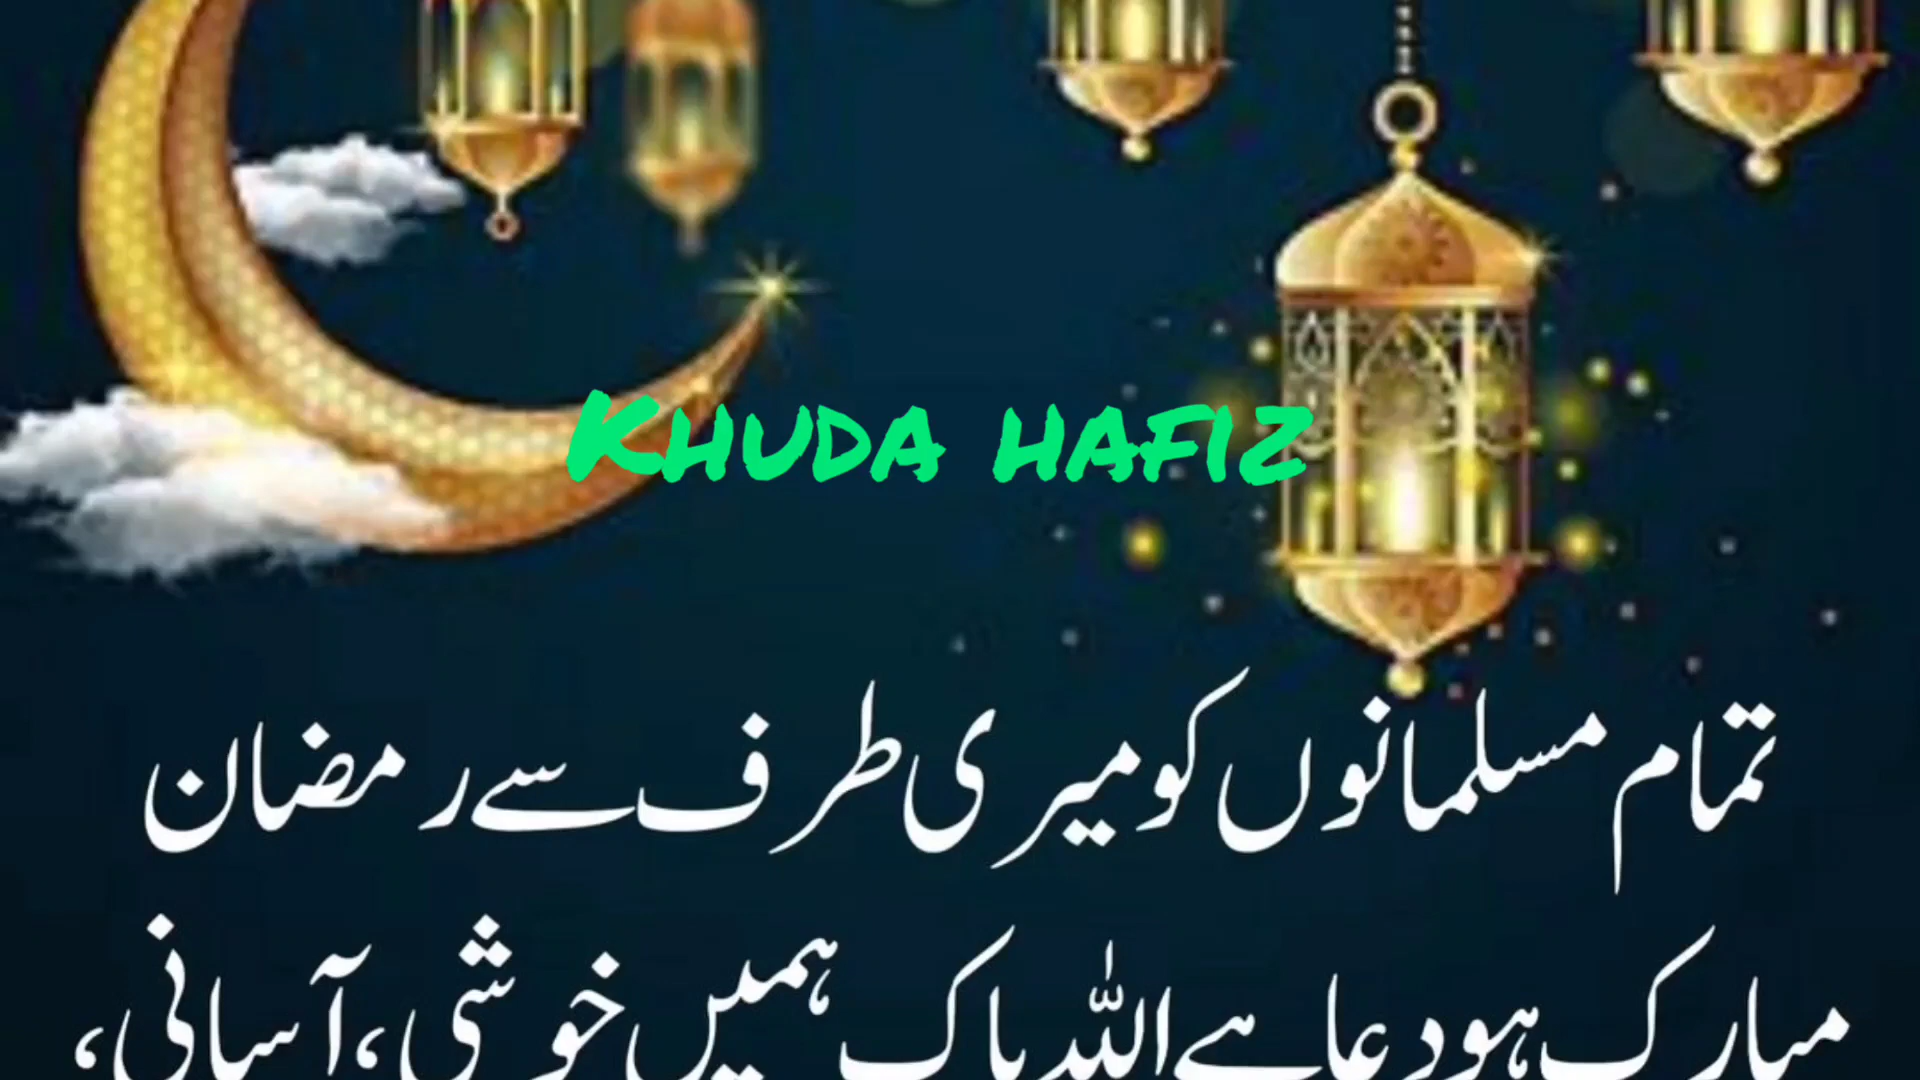 Khuda hafiz
تمام مسلمانوں کو میری طرف سے رمضان
مبارک ہو دعا ہے اللہ پاک ہمیں خوشی، آسانی،